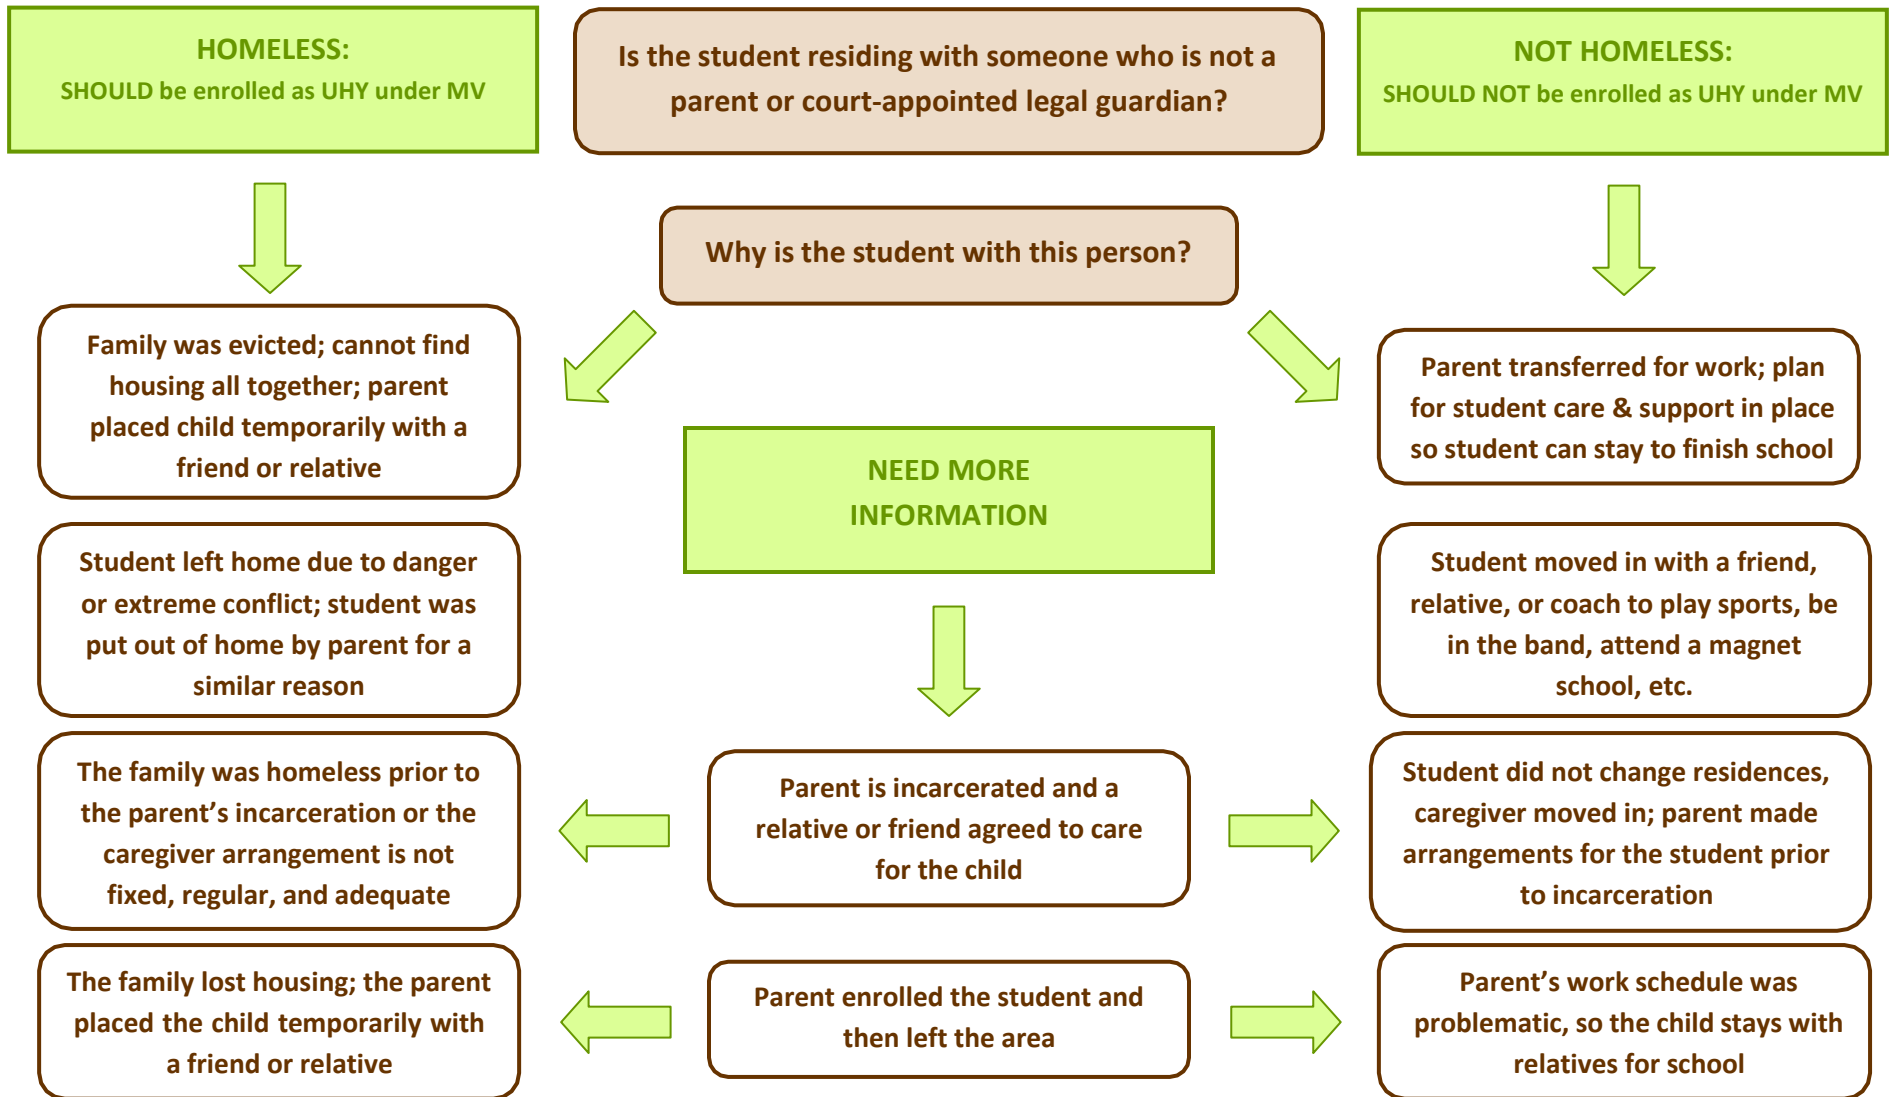 HOMELESS:
SHOULD be enrolled as UHY under MV
Is the student residing with someone who is not a
parent or court-appointed legal guardian?
NOT HOMELESS:
SHOULD NOT be enrolled as UHY under MV
Why is the student with this person?
Family was evicted; cannot find
housing all together; parent
placed child temporarily with a
friend or relative
Parent transferred for work; plan
for student care & support in place
so student can stay to finish school
NEED MORE
INFORMATION
Student left home due to danger
or extreme conflict; student was
put out of home by parent for a
similar reason
Student moved in with a friend,
relative, or coach to play sports, be
in the band, attend a magnet
school, etc.
The family was homeless prior to
the parent’s incarceration or the
caregiver arrangement is not
fixed, regular, and adequate
Parent is incarcerated and a
relative or friend agreed to care
for the child
Student did not change residences,
caregiver moved in; parent made
arrangements for the student prior
to incarceration
The family lost housing; the parent
placed the child temporarily with
a friend or relative
Parent enrolled the student and
then left the area
Parent’s work schedule was
problematic, so the child stays with
relatives for school